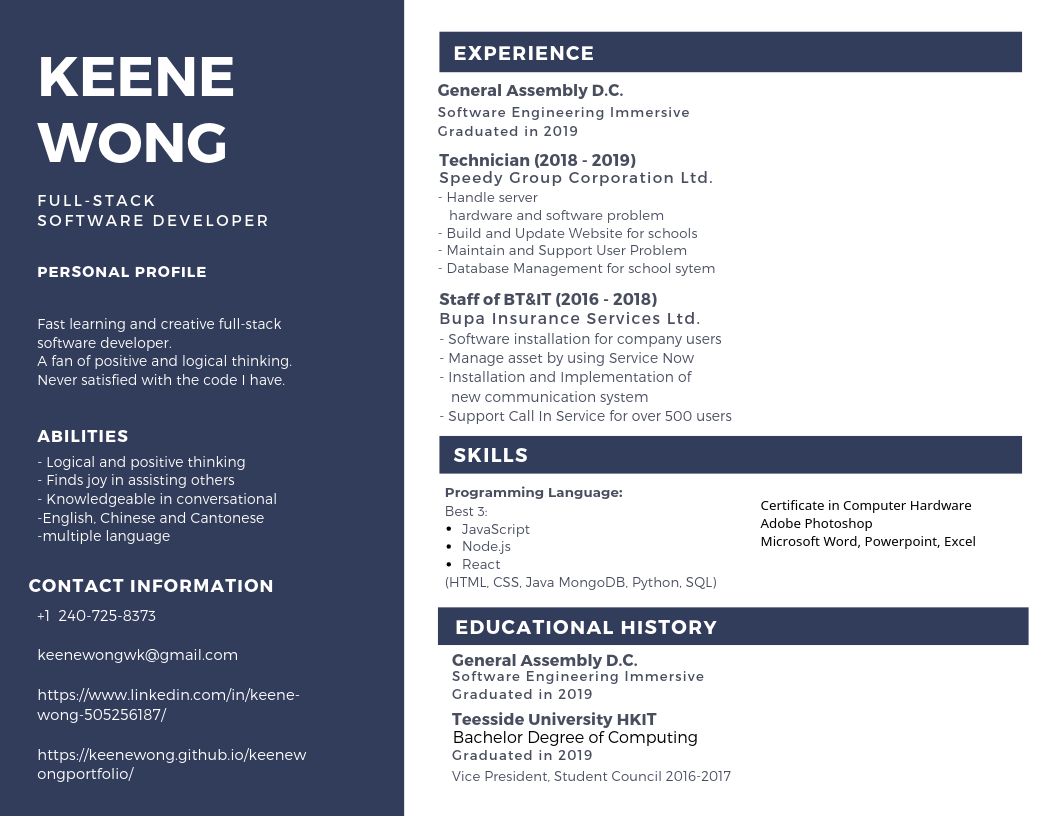 KEENE
WONG
FULL-STACK
SOFTWARE DEVELOPER
PERSONAL PROFILE
Fast learning and creative full-stack
software developer.
A fan of positive and logical thinking.
Never satisfied with the code I have.
ABILITIES
- Logical and positive thinking
- Finds joy in assisting others
- Knowledgeable in conversational
-English, Chinese and Cantonese
-multiple language
CONTACT INFORMATION
+1 240-725-8373
keenewongwk@gmail.com
https://www.linkedin.com/in/keene-
wong-505256187/
https://keenewong.github.io/keenew
ongportfolio/
EXPERIENCE
General Assembly D.C.
Software Engineering Immersive
Graduated in 2019
Technician (2018 - 2019)
Speedy Group Corporation Ltd.
- Handle server
hardware and software problem
- Build and Update Website for schools
- Maintain and Support User Problem
- Database Management for school sytem
Staff of BT&IT (2016 - 2018)
Bupa Insurance Services Ltd.
- Software installation for company users
- Manage asset by using Service Now
- Installation and Implementation of
new communication system
- Support Call In Service for over 500 users
SKILLS
Programming Language:
Best 3:
• JavaScript
• Node.js
• React
(HTML, CSS, Java MongoDB, Python, SQL)
Certificate in Computer Hardware
Adobe Photoshop
Microsoft Word, Powerpoint, Excel
EDUCATIONAL HISTORY
General Assembly D.C.
Software Engineering Immersive
Graduated in 2019
Teesside University HKIT
Bachelor Degree of Computing
Graduated in 2019
Vice President, Student Council 2016-2017